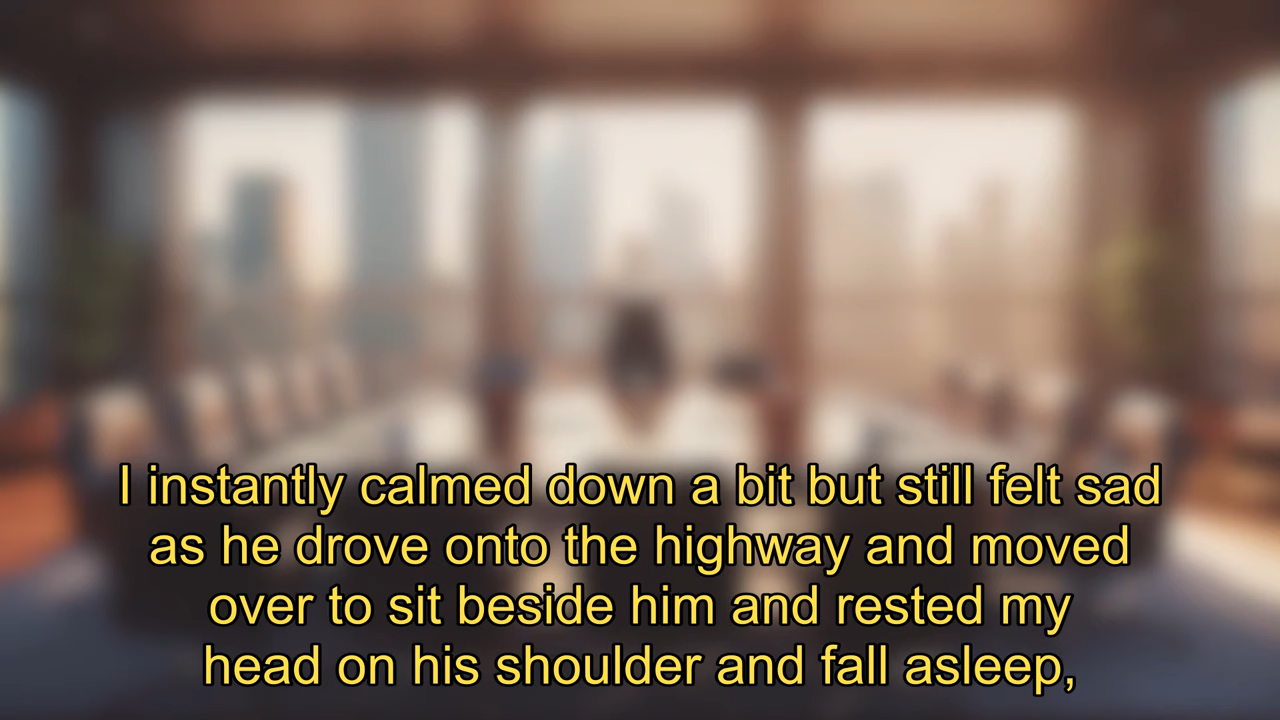 I instantly calmed down a bit but still felt sad
as he drove onto the highway and moved
over to sit beside him and rested my
head on his shoulder and fall asleep,